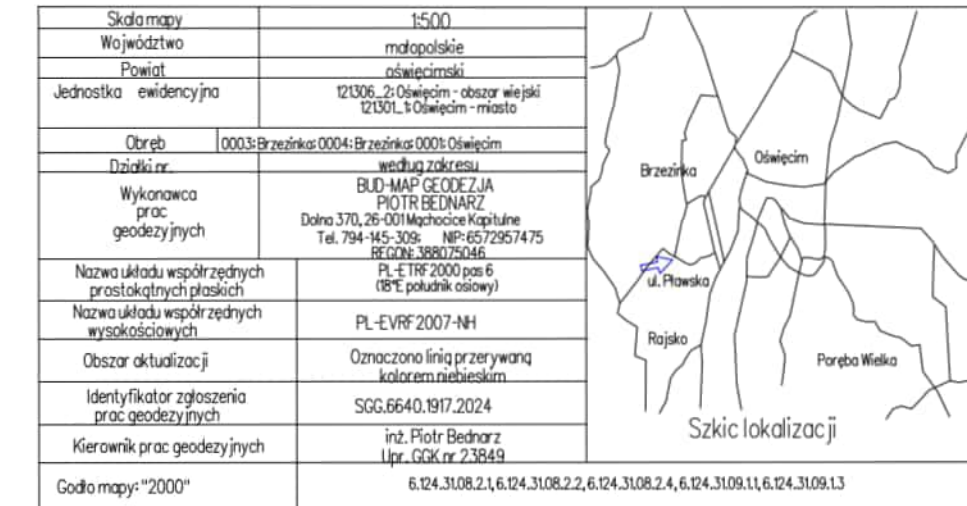 Skala mapy 1:500
Województwo małopolskie
Powiat oświęcimski
Jednostka ewidencyjna 121306_2: Oświęcim - obszar wiejski
121301_1: Oświęcim - miasto
Obręb 0003: Brzezinka; 0004: Brzezinka; 0001: Oświęcim
Działki nr. według zakresu
Wykonawca
prac
geodezyjnych
BUD-MAP GEODEZJA
PIOTR BEDNARZ
Dolna 370, 26-001 Mąchocice Kapitulne
Tel. 794-145-309; NIP: 6572957475
REGON: 388075046
Nazwa układu współrzędnych
prostokątnych płaskich
PL-ETRF2000 pas 6
(18°E południk osiowy)
Nazwa układu współrzędnych
wysokościowych
PL-EVRF2007-NH
Obszar aktualizacji
Oznaczono linią przerywaną
kolorem niebieskim
Identyfikator zgłoszenia
prac geodezyjnych
SGG.6640.1917.2024
Kierownik prac geodezyjnych
inż. Piotr Bednarz
Upr. GGK nr 23849
Godło mapy: "2000" 6.124.31.08.2.1, 6.124.31.08.2.2, 6.124.31.08.2.4, 6.124.31.09.1.1, 6.124.31.09.1.3
Brzezinka
Oświęcim
ul. Pławska
Rajsko
Poręba Wielka
Szkic lokalizacji